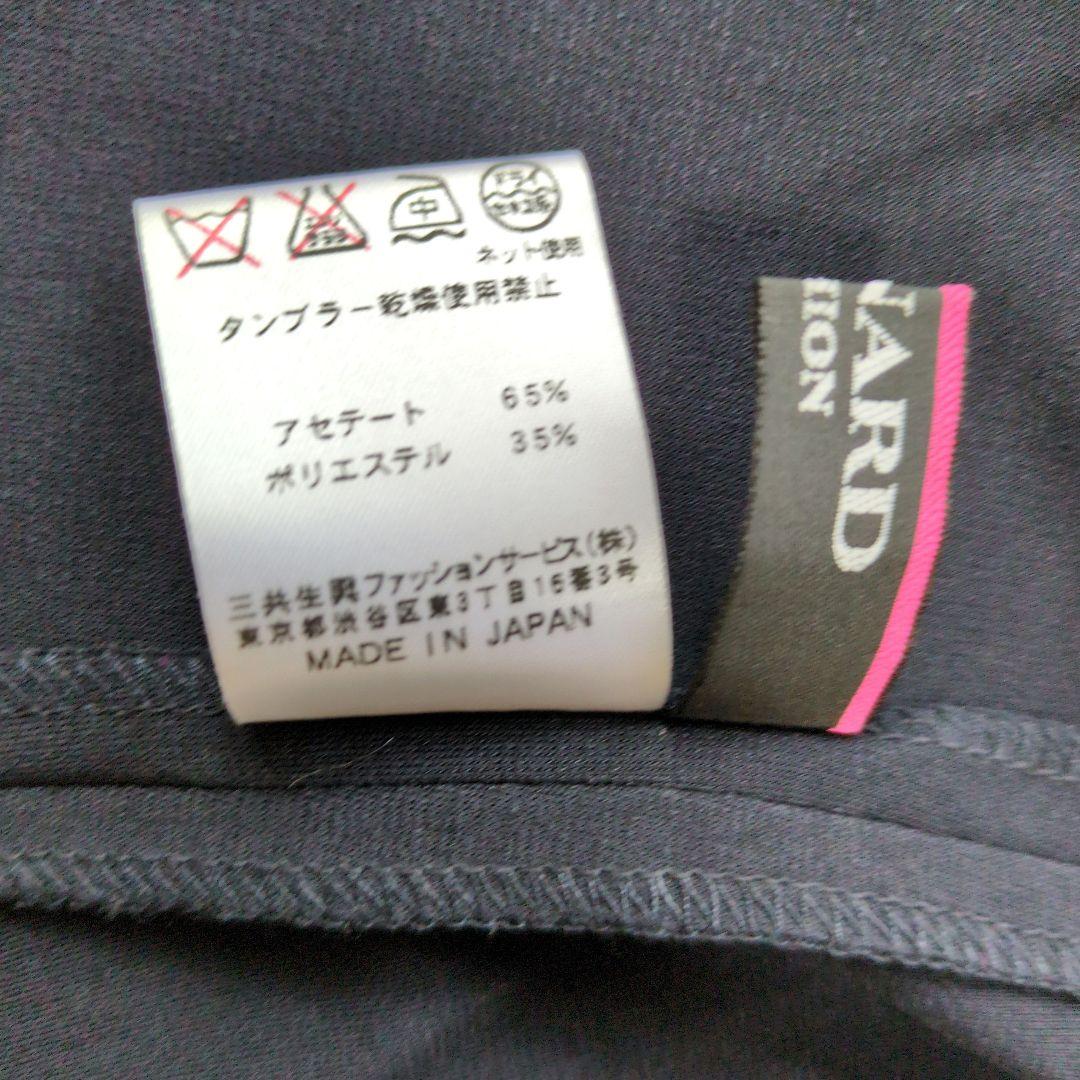 中
ドライ
セキユ系
ネット使用
タンブラー乾燥使用禁止
アセテート 65%
ポリエステル 35%
三共生興ファッションサービス(株)
東京都渋谷区東3丁目16番3号
MADE IN JAPAN
NARD
HION